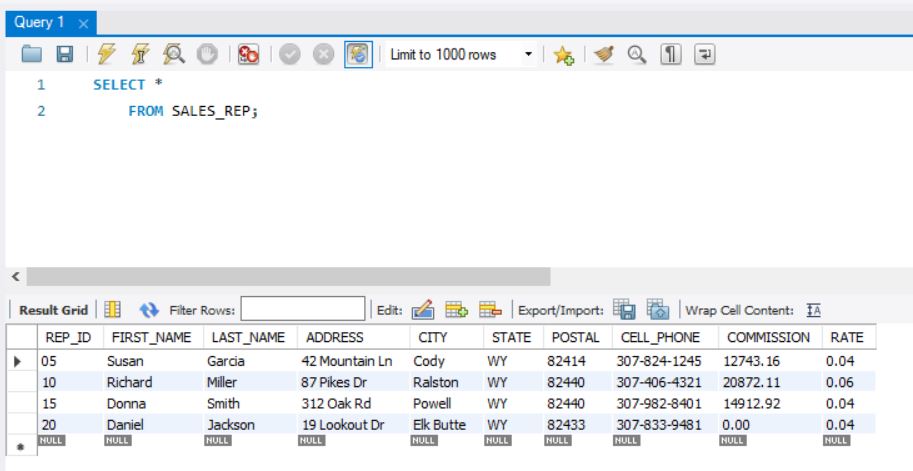 Query 1
Limit to 1000 rows
1 SELECT *
2 FROM SALES_REP;
Result Grid Filter Rows: Edit: Export/Import: Wrap Cell Content:
REP_ID FIRST_NAME LAST_NAME ADDRESS CITY STATE POSTAL CELL_PHONE COMMISSION RATE
05 Susan Garcia 42 Mountain Ln Cody WY 82414 307-824-1245 12743.16 0.04
10 Richard Miller 87 Pikes Dr Ralston WY 82440 307-406-4321 20872.11 0.06
15 Donna Smith 312 Oak Rd Powell WY 82440 307-982-8401 14912.92 0.04
20 Daniel Jackson 19 Lookout Dr Elk Butte WY 82433 307-833-9481 0.00 0.04
NULL NULL NULL NULL NULL NULL NULL NULL NULL NULL